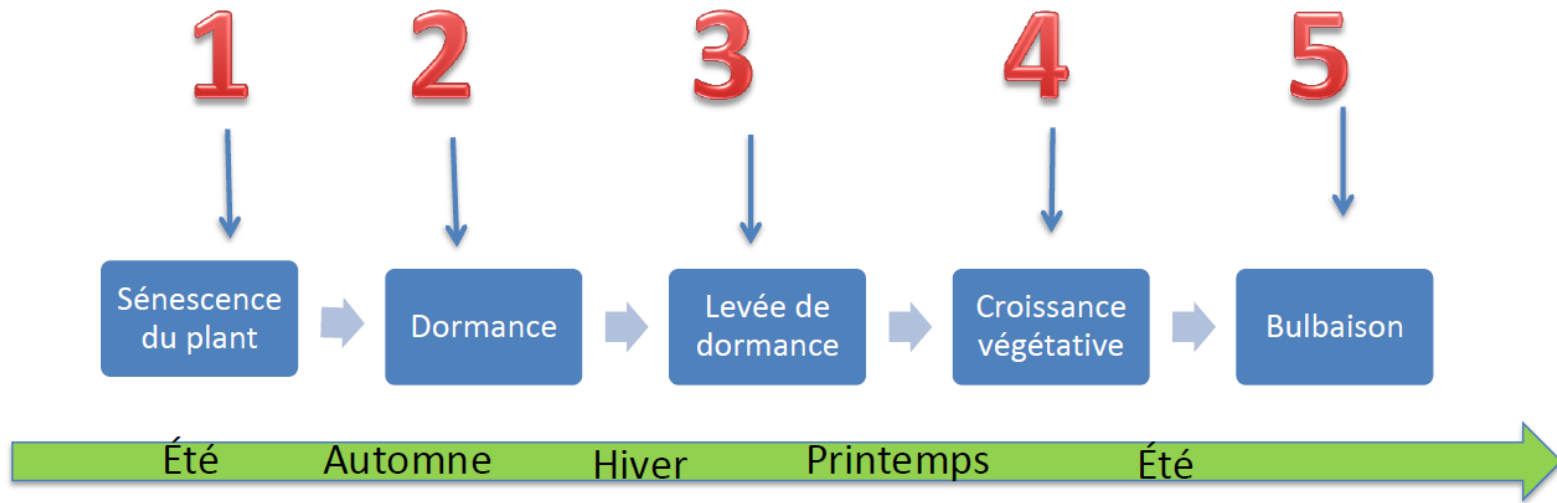 1 2 3 4 5
Sénescence
du plant
Dormance
Levée de
dormance
Croissance
végétative
Bulbaison
Été Automne Hiver Printemps Été